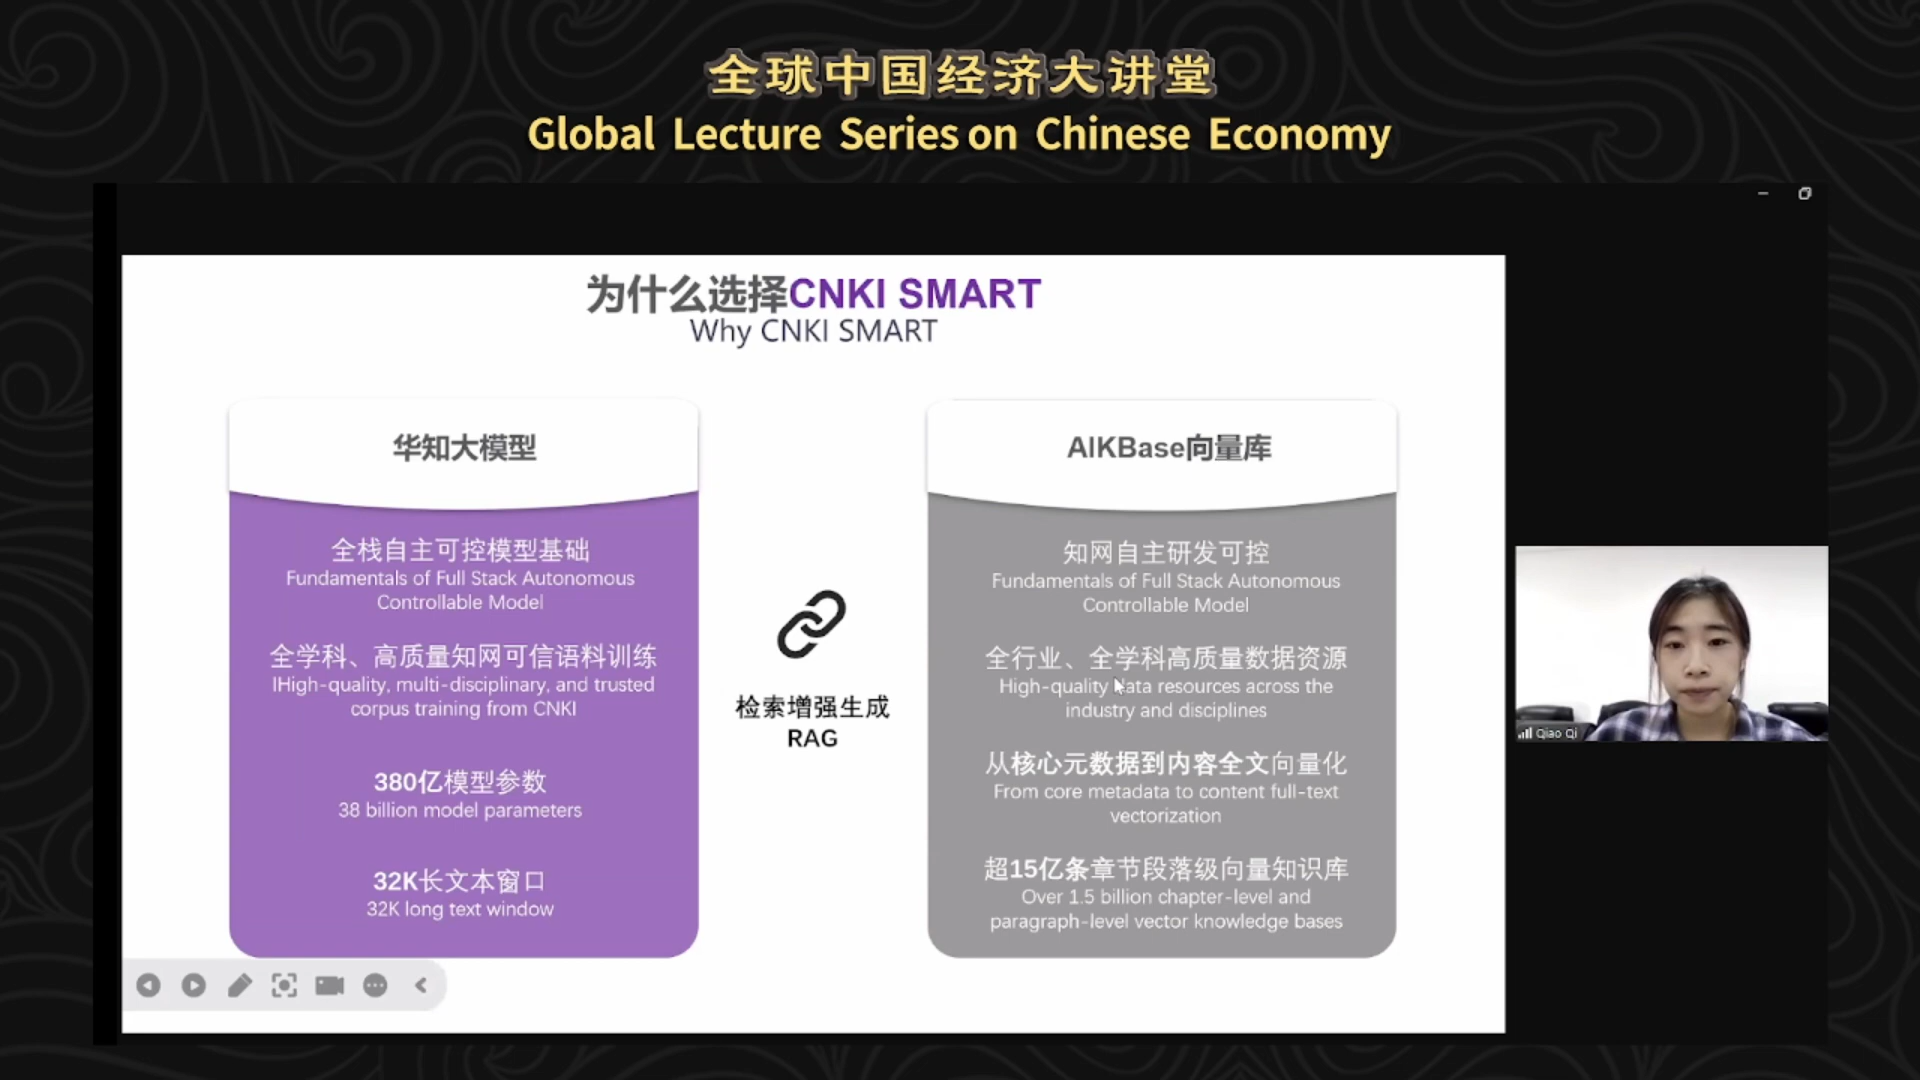 全球中国经济大讲堂
Global Lecture Series on Chinese Economy
为什么选择CNKI SMART
Why CNKI SMART
华知大模型
全栈自主可控模型基础
Fundamentals of Full Stack Autonomous
Controllable Model
全学科、高质量知网可信语料训练
IHigh-quality, multi-disciplinary, and trusted
corpus training from CNKI
380亿模型参数
38 billion model parameters
32K长文本窗口
32K long text window
检索增强生成
RAG
AIKBase向量库
知网自主研发可控
Fundamentals of Full Stack Autonomous
Controllable Model
全行业、全学科高质量数据资源
High-quality data resources across the
industry and disciplines
从核心元数据到内容全文向量化
From core metadata to content full-text
vectorization
超15亿条章节段落级向量知识库
Over 1.5 billion chapter-level and
paragraph-level vector knowledge bases
Qiao Qi